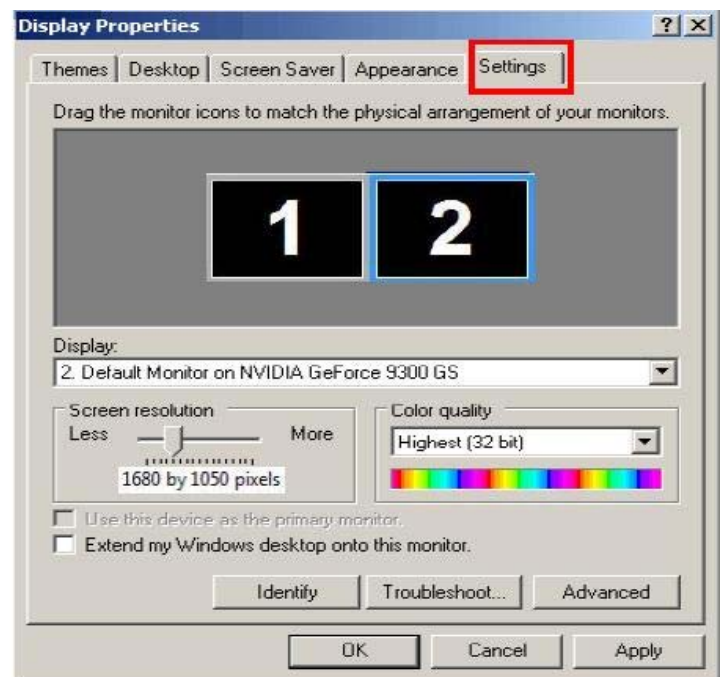 Display Properties
Themes Desktop Screen Saver Appearance Settings
Drag the monitor icons to match the physical arrangement of your monitors.
1 2
Display:
2. Default Monitor on NVIDIA GeForce 9300 GS
Screen resolution Color quality
Less More Highest (32 bit)
1680 by 1050 pixels
Use this device as the primary monitor.
Extend my Windows desktop onto this monitor.
Identify Troubleshoot... Advanced
OK Cancel Apply